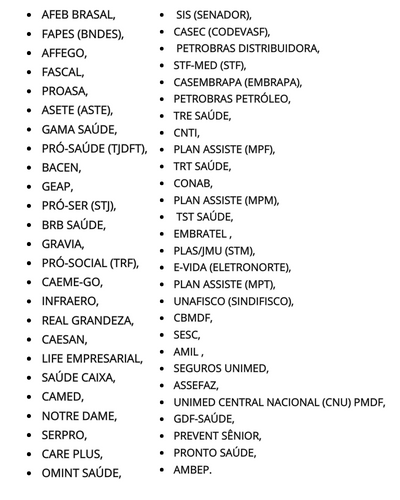 • AFEB BRASAL,
• FAPES (BNDES),
• AFFEGO,
• FASCAL,
• PROASA,
• ASETE (ASTE),
• GAMA SAÚDE,
• PRÓ-SAÚDE (TJDFT),
• BACEN,
• GEAP,
• PRÓ-SER (STJ),
• BRB SAÚDE,
• GRAVIA,
• PRÓ-SOCIAL (TRF),
• CAEME-GO,
• INFRAERO,
• REAL GRANDEZA,
• CAESAN,
• LIFE EMPRESARIAL,
• SAÚDE CAIXA,
• CAMED,
• NOTRE DAME,
• SERPRO,
• CARE PLUS,
• OMINT SAÚDE,
• SIS (SENADOR),
• CASEC (CODEVASF),
• PETROBRAS DISTRIBUIDORA,
• STF-MED (STF),
• CASEMBRAPA (EMBRAPA),
• PETROBRAS PETRÓLEO,
• TRE SAÚDE,
• CNTI,
• PLAN ASSISTE (MPF),
• TRT SAÚDE,
• CONAB,
• PLAN ASSISTE (MPM),
• TST SAÚDE,
• EMBRATEL ,
• PLAS/JMU (STM),
• E-VIDA (ELETRONORTE),
• PLAN ASSISTE (MPT),
• UNAFISCO (SINDIFISCO),
• CBMDF,
• SESC,
• AMIL ,
• SEGUROS UNIMED,
• ASSEFAZ,
• UNIMED CENTRAL NACIONAL (CNU) PMDF,
• GDF-SAÚDE,
• PREVENT SÊNIOR,
• PRONTO SAÚDE,
• AMBEP.